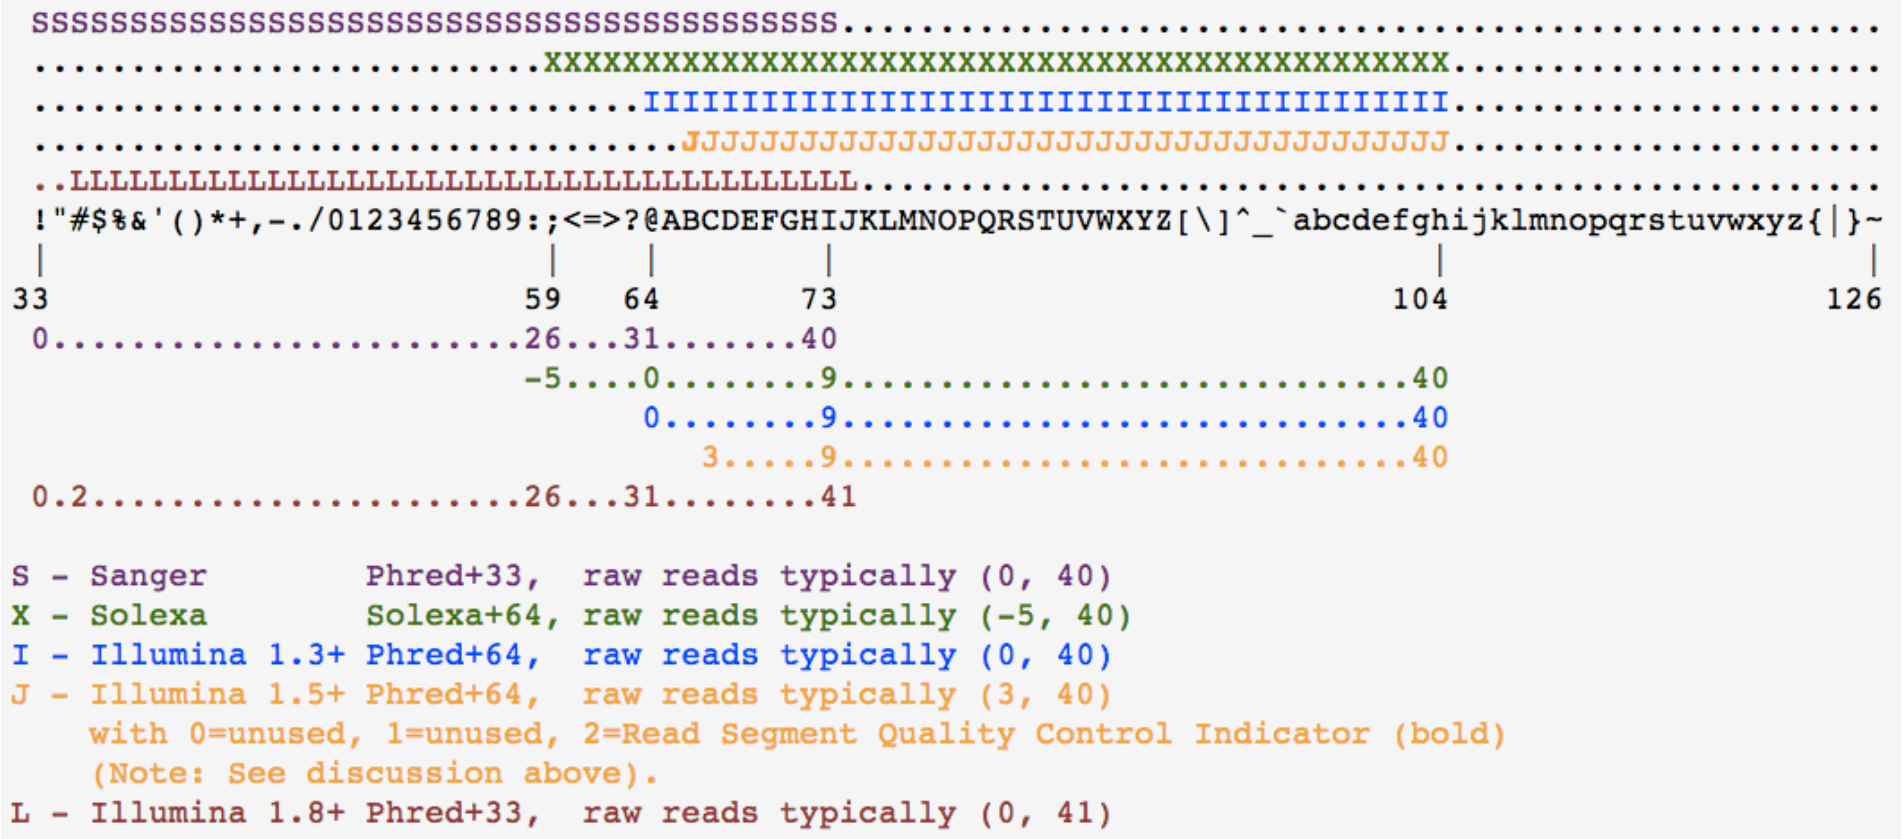 SSSSSSSSSSSSSSSSSSSSSSSSSSSSSSSSSSSSSSSSS.....................................................
..........................XXXXXXXXXXXXXXXXXXXXXXXXXXXXXXXXXXXXXXXXXXXXXX......................
...............................IIIIIIIIIIIIIIIIIIIIIIIIIIIIIIIIIIIIIIIII......................
.................................JJJJJJJJJJJJJJJJJJJJJJJJJJJJJJJJJJJJJJJ......................
..LLLLLLLLLLLLLLLLLLLLLLLLLLLLLLLLLLLLLLLL....................................................
!"#$%&'()*+,-./0123456789:;<=>?@ABCDEFGHIJKLMNOPQRSTUVWXYZ[\]^_`abcdefghijklmnopqrstuvwxyz{|}~
| | | | | |
33 59 64 73 104 126
0........................26...31.......40
-5....0........9.............................40
0........9.............................40
3.....9.............................40
0.2......................26...31........41
S - Sanger Phred+33, raw reads typically (0, 40)
X - Solexa Solexa+64, raw reads typically (-5, 40)
I - Illumina 1.3+ Phred+64, raw reads typically (0, 40)
J - Illumina 1.5+ Phred+64, raw reads typically (3, 40)
with 0=unused, 1=unused, 2=Read Segment Quality Control Indicator (bold)
(Note: See discussion above).
L - Illumina 1.8+ Phred+33, raw reads typically (0, 41)